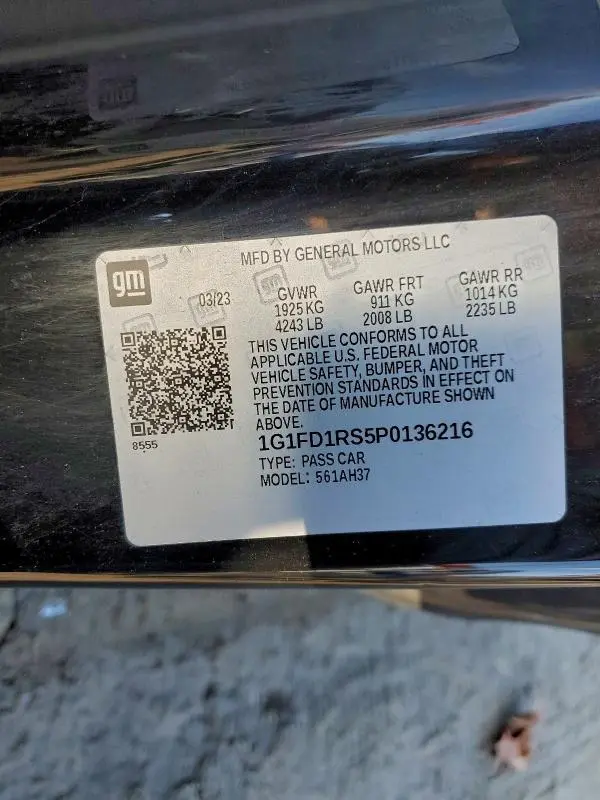 MFD BY GENERAL MOTORS LLC
gm
03/23
GVWR
1925 KG
4243 LB
GAWR FRT
911 KG
2008 LB
GAWR RR
1014 KG
2235 LB
THIS VEHICLE CONFORMS TO ALL
APPLICABLE U.S. FEDERAL MOTOR
VEHICLE SAFETY, BUMPER, AND THEFT
PREVENTION STANDARDS IN EFFECT ON
THE DATE OF MANUFACTURE SHOWN
ABOVE.
8555
1G1FD1RS5P0136216
TYPE: PASS CAR
MODEL: 561AH37